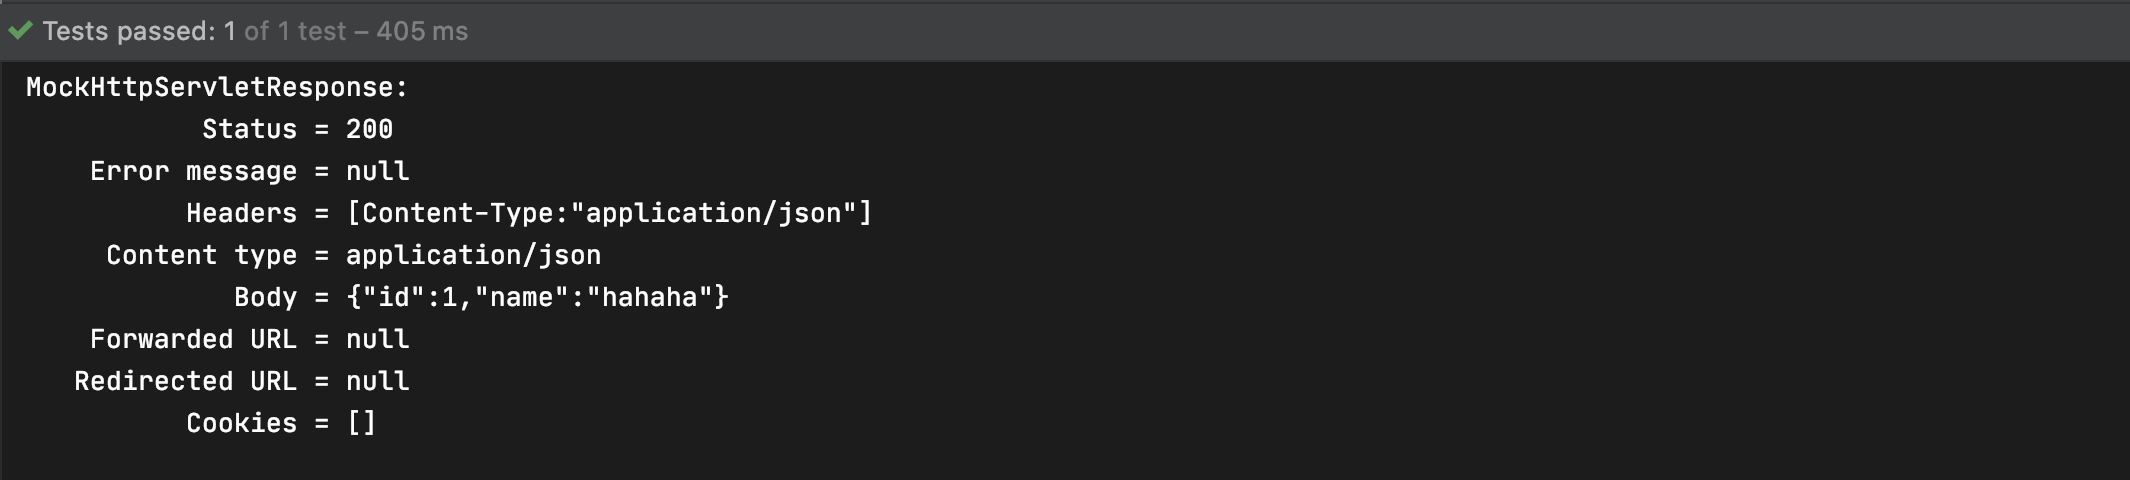 Tests passed: 1 of 1 test – 405 ms
MockHttpServletResponse:
Status = 200
Error message = null
Headers = [Content-Type:"application/json"]
Content type = application/json
Body = {"id":1,"name":"hahaha"}
Forwarded URL = null
Redirected URL = null
Cookies = []